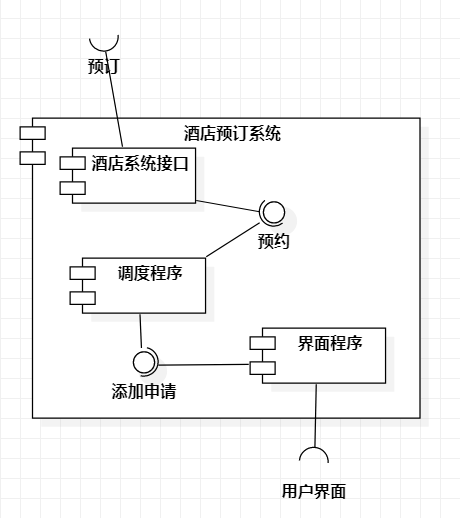 预订
酒店预订系统
酒店系统接口
预约
调度程序
界面程序
添加申请
用户界面